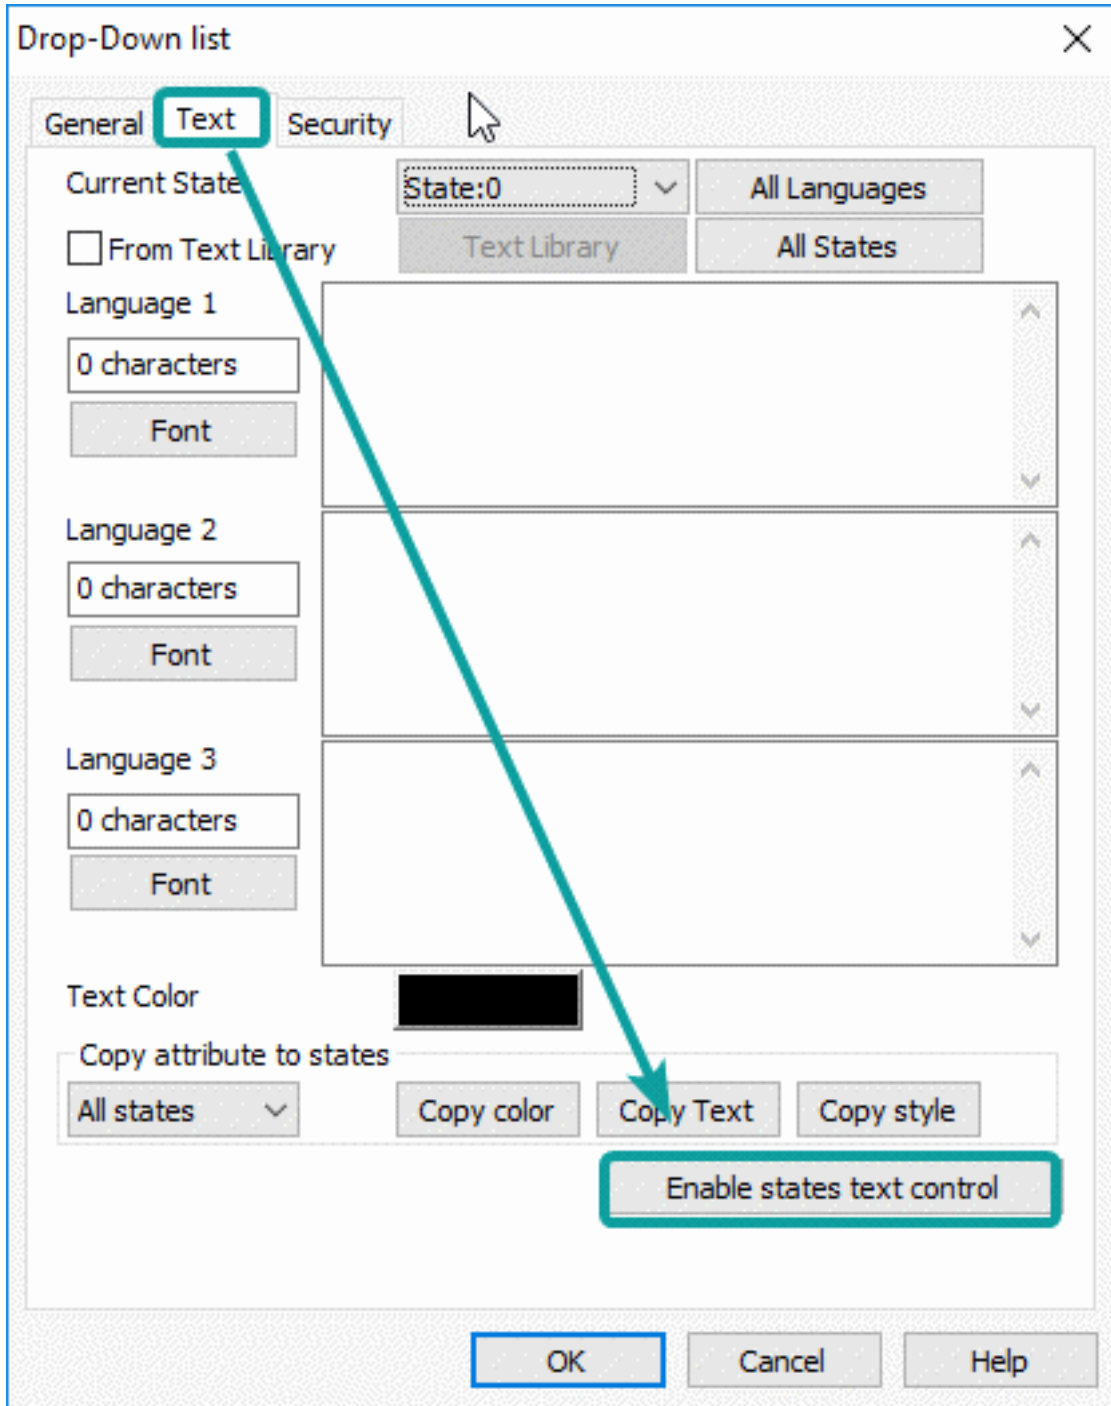 Drop-Down list
General Text Security
Current State State:0 All Languages
From Text Library Text Library All States
Language 1
0 characters
Font
Language 2
0 characters
Font
Language 3
0 characters
Font
Text Color
Copy attribute to states
All states Copy color Copy Text Copy style
Enable states text control
OK Cancel Help